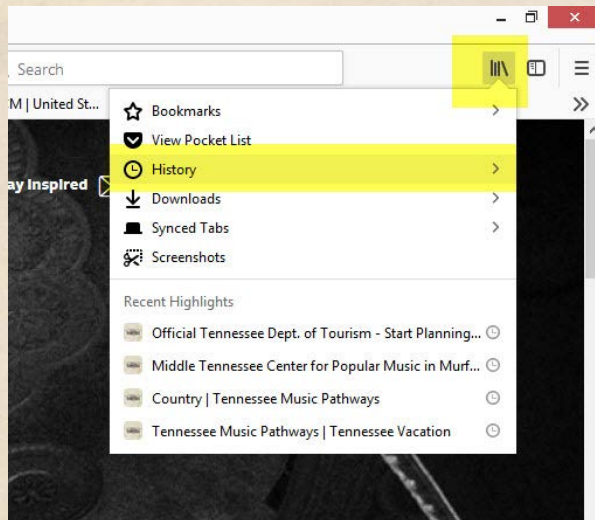 Search
M | United St...
ay Inspired
Bookmarks
View Pocket List
History
Downloads
Synced Tabs
Screenshots
Recent Highlights
Official Tennessee Dept. of Tourism - Start Planning...
Middle Tennessee Center for Popular Music in Murf...
Country | Tennessee Music Pathways
Tennessee Music Pathways | Tennessee Vacation